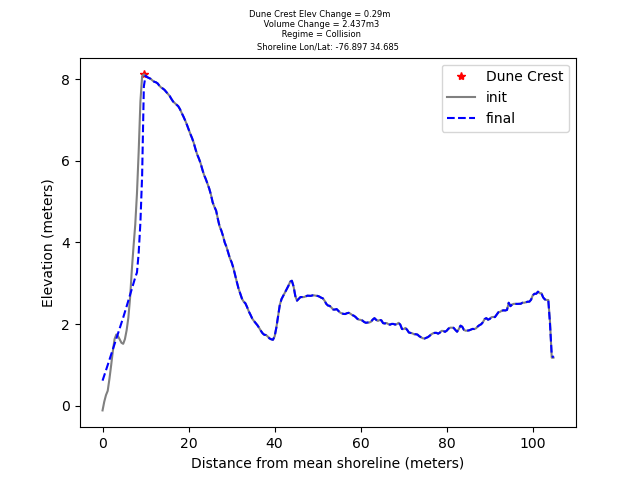 Dune Crest Elev Change = 0.29m
Volume Change = 2.437m3
Regime = Collision
Shoreline Lon/Lat: -76.897 34.685
Dune Crest
init
final
8
6
4
2
0
Elevation (meters)
0 20 40 60 80 100
Distance from mean shoreline (meters)